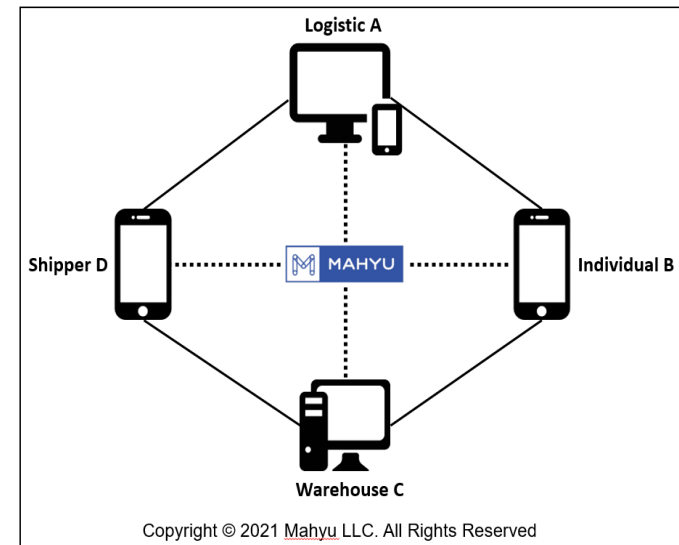 Logistic A
Shipper D
MAHYU
Individual B
Warehouse C
Copyright © 2021 Mahyu LLC. All Rights Reserved